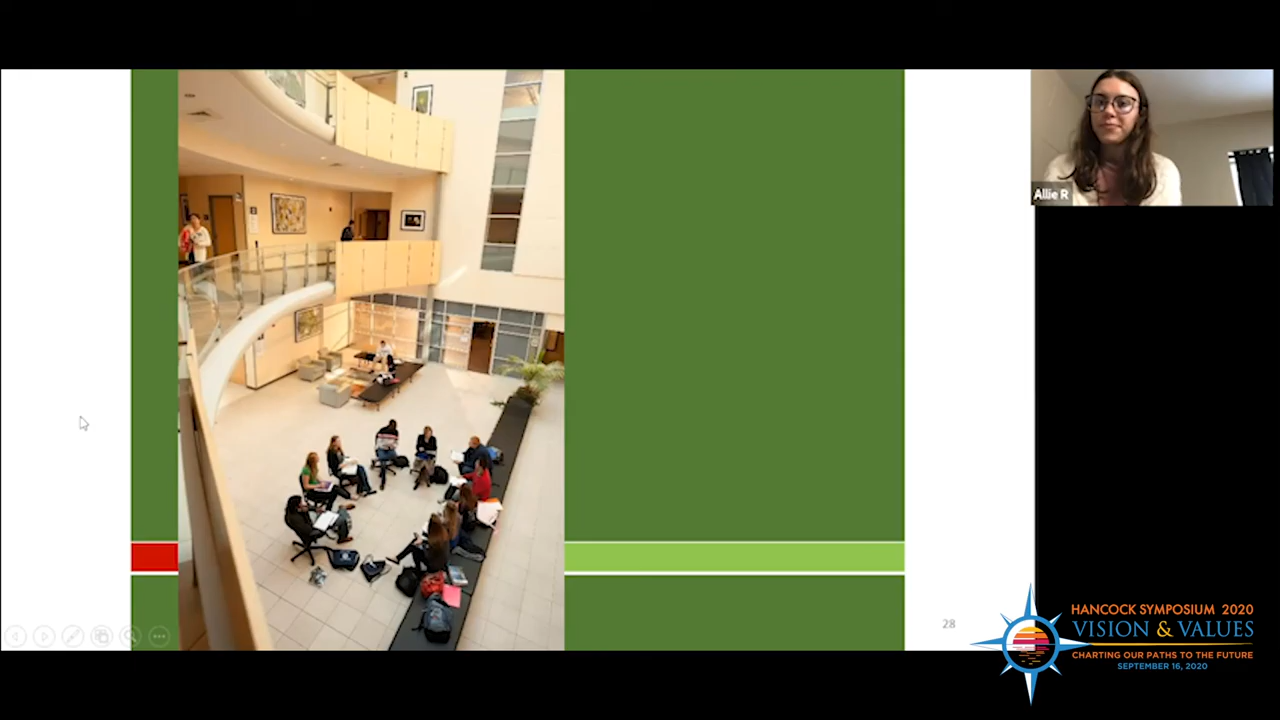 Allie R
28
HANCOCK SYMPOSIUM 2020
VISION & VALUES
CHARTING OUR PATHS TO THE FUTURE
SEPTEMBER 16, 2020